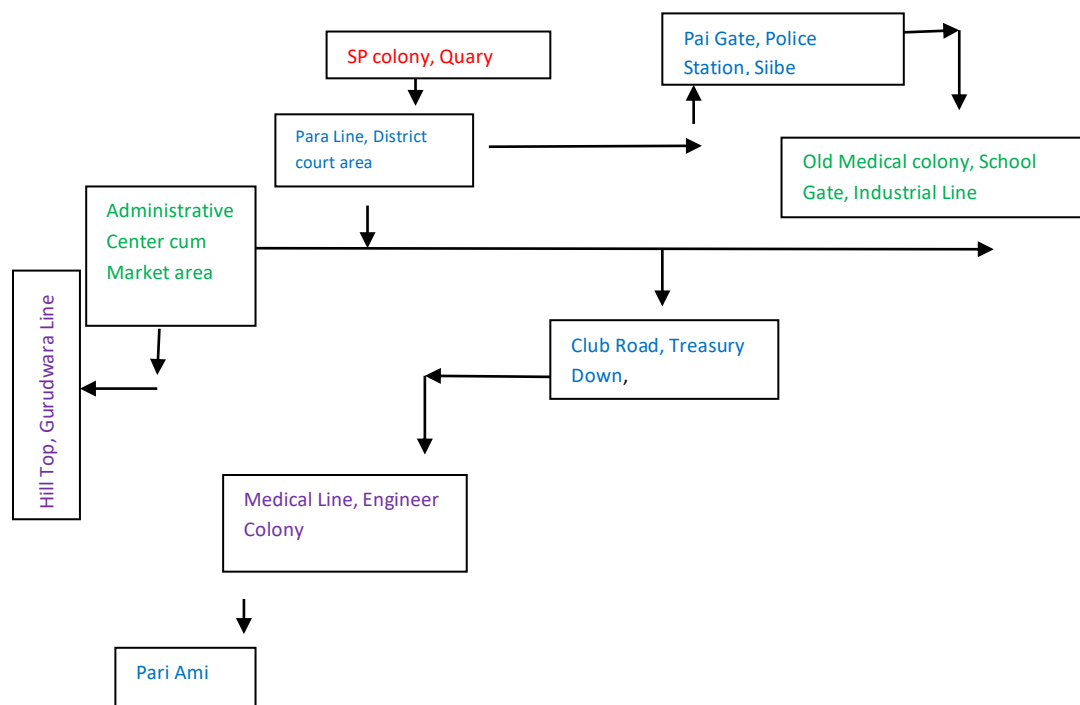 SP colony, Quary
Pai Gate, Police
Station, Siibe
Para Line, District
court area
Old Medical colony, School
Gate, Industrial Line
Administrative
Center cum
Market area
Hill Top, Gurudwara Line
Club Road, Treasury
Down,
Medical Line, Engineer
Colony
Pari Ami